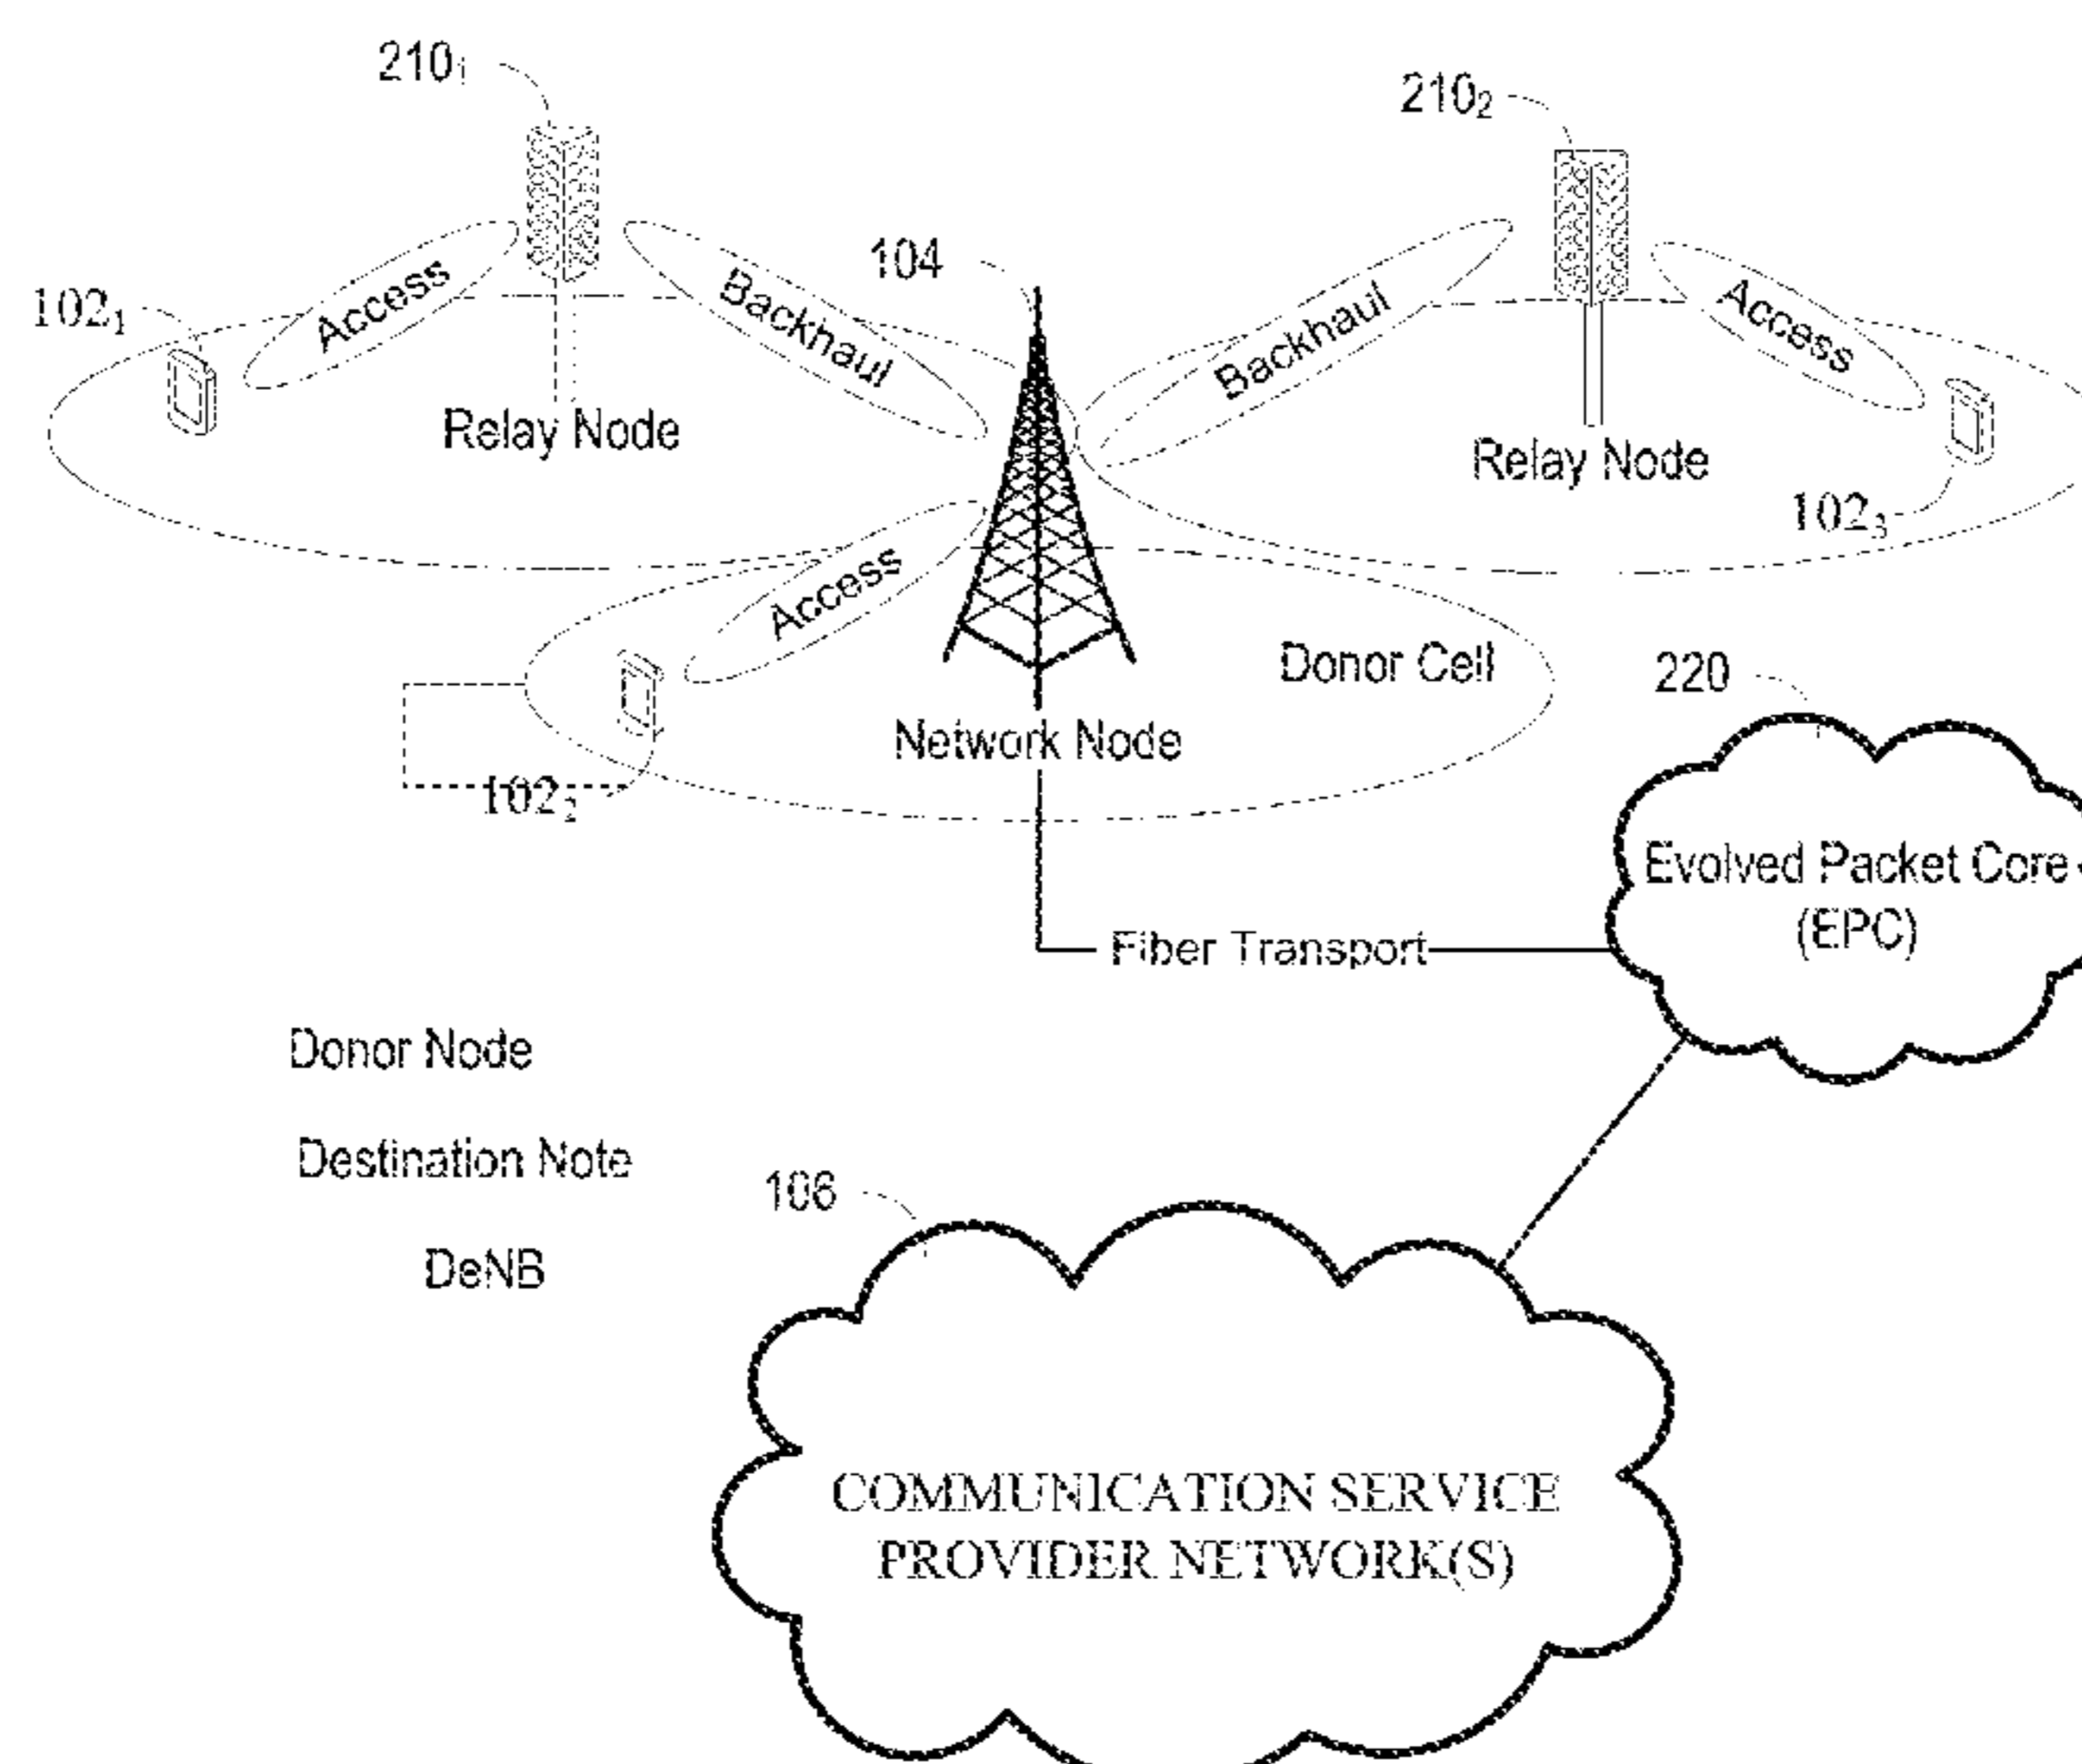 210₁
210₂
104
102₁
Access
Backhaul
Backhaul
Access
Relay Node
Relay Node
102₃
Access
Donor Cell
220
Network Node
102₂
Evolved Packet Core
(EPC)
Fiber Transport
Donor Node
Destination Note
106
DeNB
COMMUNICATION SERVICE
PROVIDER NETWORK(S)